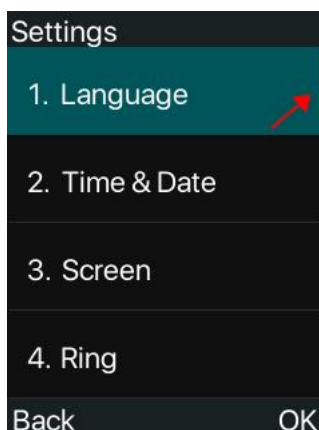 Settings
1. Language
2. Time & Date
3. Screen
4. Ring
Back OK